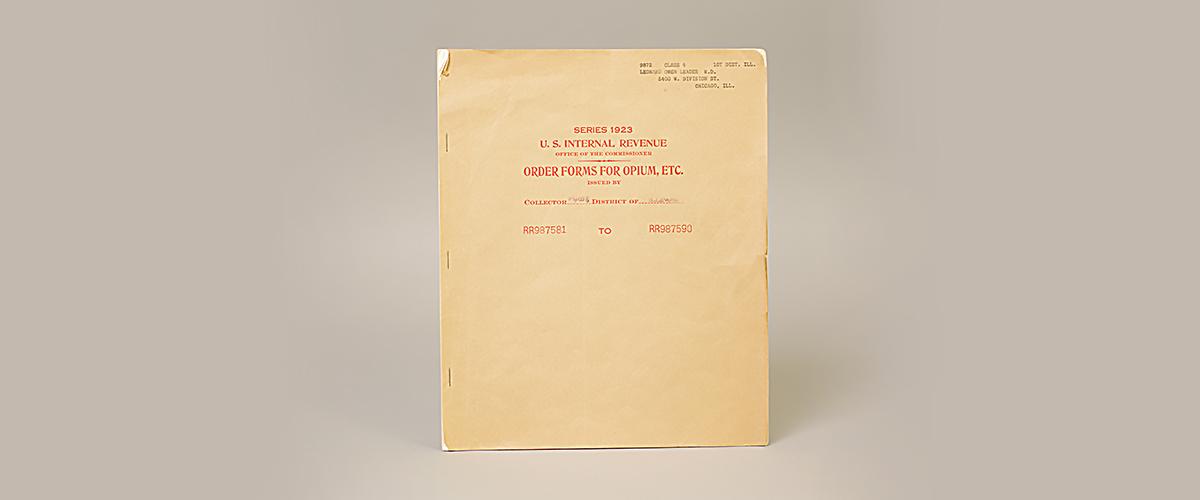 9872 CLASS 4 1ST DIST. ILL.
LEONARD OWEN LEADER M.D.
5400 W. DIVISION ST.
CHICAGO, ILL.
SERIES 1923
U. S. INTERNAL REVENUE
OFFICE OF THE COMMISSIONER
ORDER FORMS FOR OPIUM, ETC.
ISSUED BY
COLLECTOR DISTRICT OF
RR987581 TO RR987590